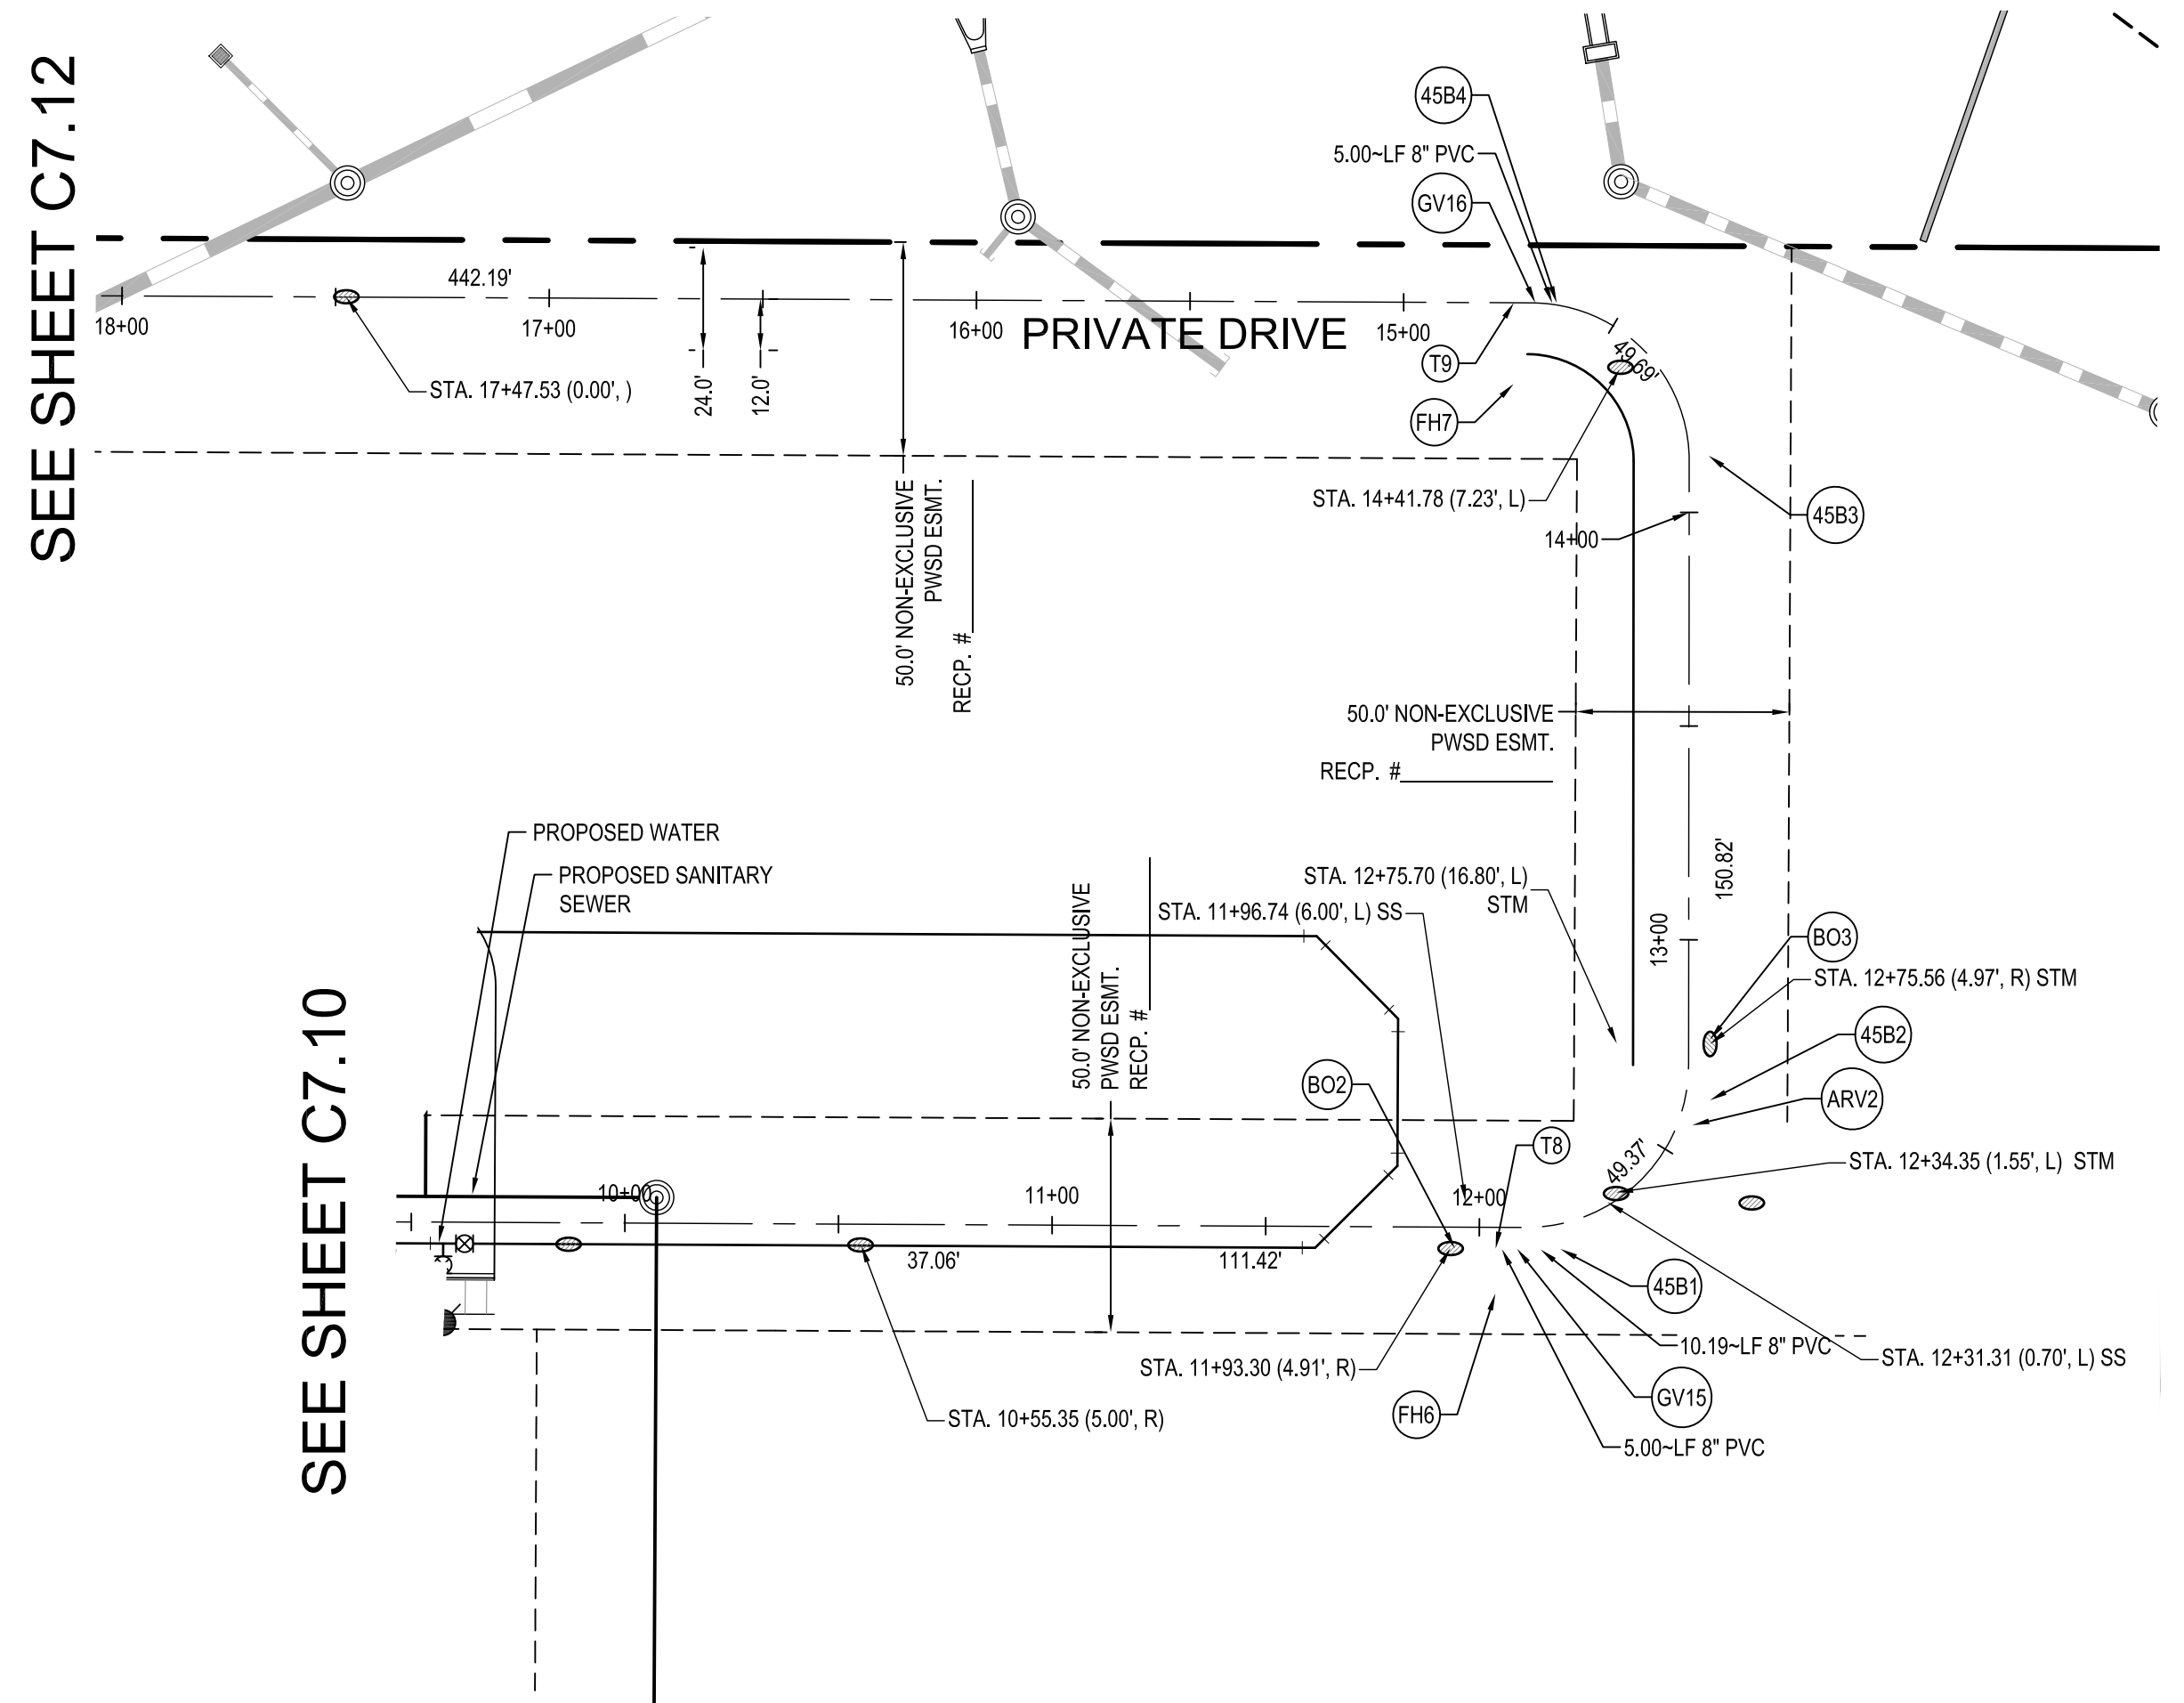 SEE SHEET C7.12
45B4
5.00~LF 8" PVC
GV16
442.19'
18+00
17+00
16+00
PRIVATE DRIVE
15+00
T9
49.69'
STA. 17+47.53 (0.00', )
24.0'
12.0'
FH7
STA. 14+41.78 (7.23', L)
45B3
14+00
50.0' NON-EXCLUSIVE
PWSD ESMT.
RECP. #
50.0' NON-EXCLUSIVE
PWSD ESMT.
RECP. #
PROPOSED WATER
PROPOSED SANITARY
SEWER
STA. 12+75.70 (16.80', L)
STM
STA. 11+96.74 (6.00', L) SS
150.82'
13+00
BO3
STA. 12+75.56 (4.97', R) STM
45B2
ARV2
50.0' NON-EXCLUSIVE
PWSD ESMT.
RECP. #
SEE SHEET C7.10
BO2
T8
49.37'
STA. 12+34.35 (1.55', L) STM
10+00
11+00
12+00
37.06'
111.42'
45B1
10.19~LF 8" PVC
STA. 12+31.31 (0.70', L) SS
STA. 11+93.30 (4.91', R)
GV15
FH6
STA. 10+55.35 (5.00', R)
5.00~LF 8" PVC